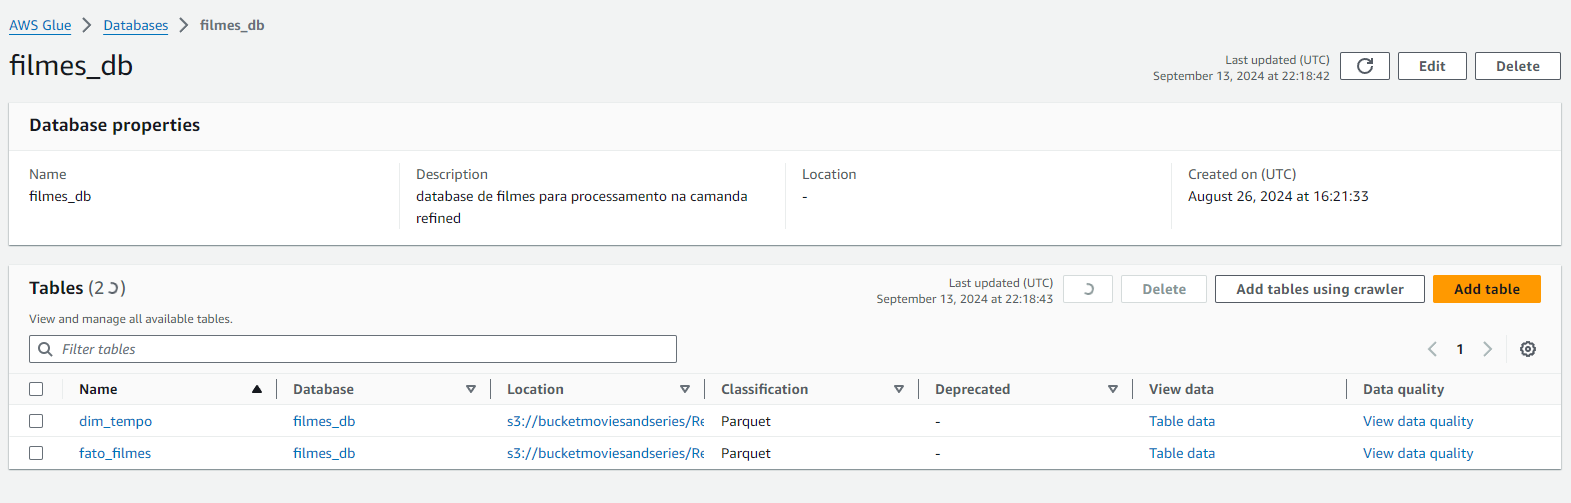 AWS Glue > Databases > filmes_db
filmes_db
Last updated (UTC)
September 13, 2024 at 22:18:42
Edit
Delete
Database properties
Name
filmes_db
Description
database de filmes para processamento na camanda
refined
Location
-
Created on (UTC)
August 26, 2024 at 16:21:33
Tables (2)
View and manage all available tables.
Last updated (UTC)
September 13, 2024 at 22:18:43
Delete
Add tables using crawler
Add table
Filter tables
1
Name Database Location Classification Deprecated View data Data quality
dim_tempo filmes_db s3://bucketmoviesandseries/Re Parquet - Table data View data quality
fato_filmes filmes_db s3://bucketmoviesandseries/Re Parquet - Table data View data quality